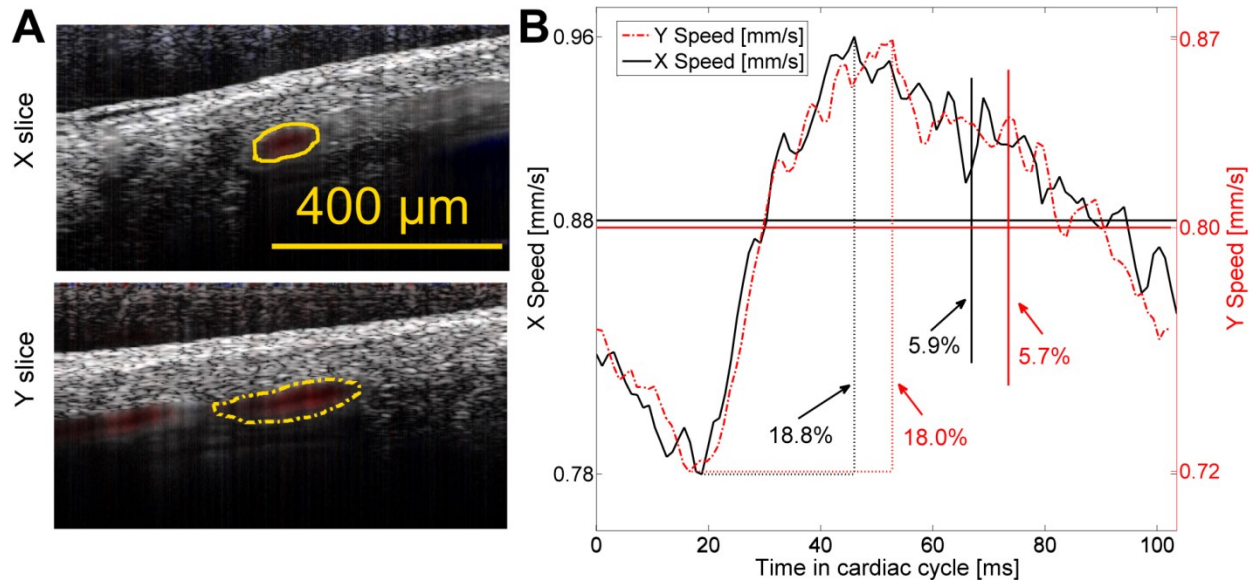 A
X slice
400 µm
Y slice
B
Y Speed [mm/s]
X Speed [mm/s]
X Speed [mm/s]
0.96
0.88
0.78
0.87
0.80
0.72
Y Speed [mm/s]
5.9%
5.7%
18.8%
18.0%
0
20
40
60
80
100
Time in cardiac cycle [ms]